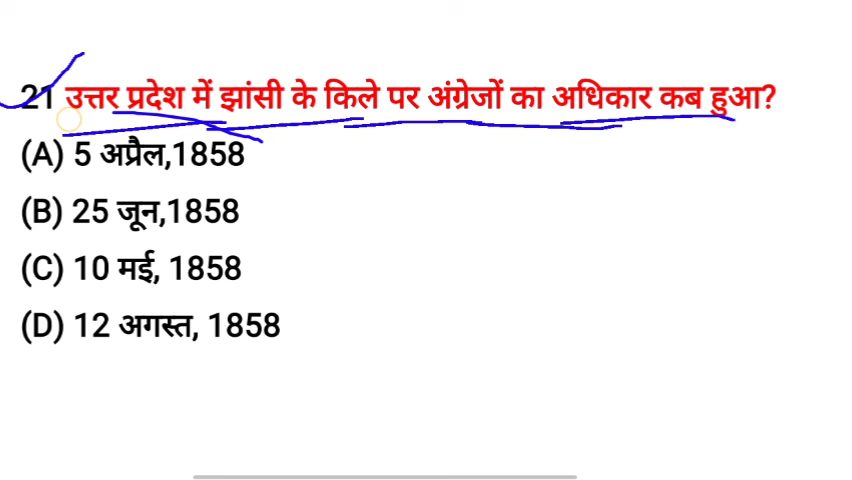 21 उत्तर प्रदेश में झांसी के किले पर अंग्रेजों का अधिकार कब हुआ?
(A) 5 अप्रैल,1858
(B) 25 जून,1858
(C) 10 मई, 1858
(D) 12 अगस्त, 1858